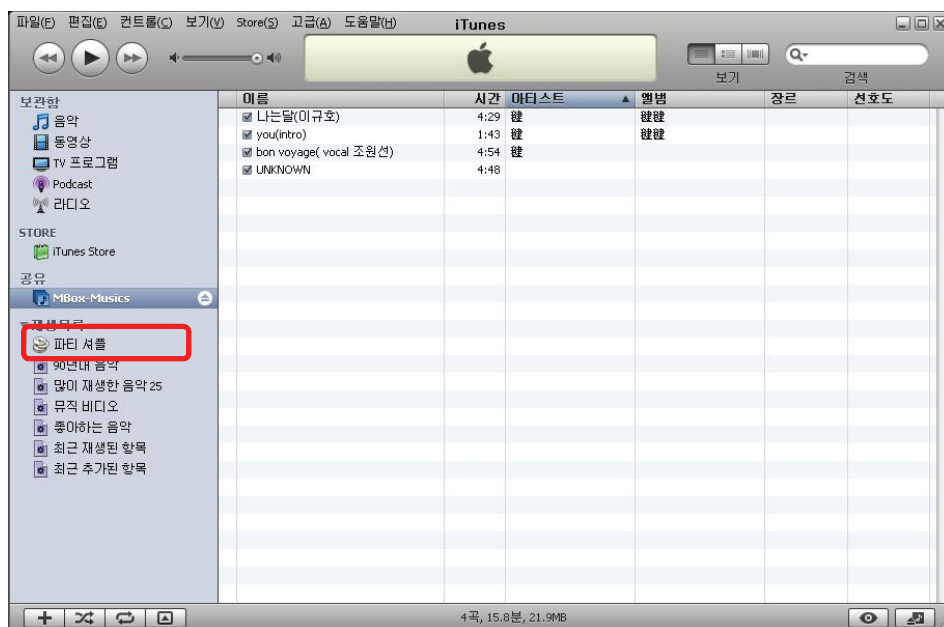 파일(F) 편집(E) 컨트롤(C) 보기(V) Store(S) 고급(A) 도움말(H) iTunes
보기 검색
보관함
음악
동영상
TV 프로그램
Podcast
라디오
STORE
iTunes Store
공유
MBox-Musics
재생목록
파티 셔플
90년대 음악
많이 재생한 음악 25
뮤직 비디오
좋아하는 음악
최근 재생된 항목
최근 추가된 항목
이름 시간 아티스트 앨범 장르 선호도
나는달(이규호) 4:29
you(intro) 1:43
bon voyage( vocal 조원선) 4:54
UNKNOWN 4:48
4곡, 15.8분, 21.9MB